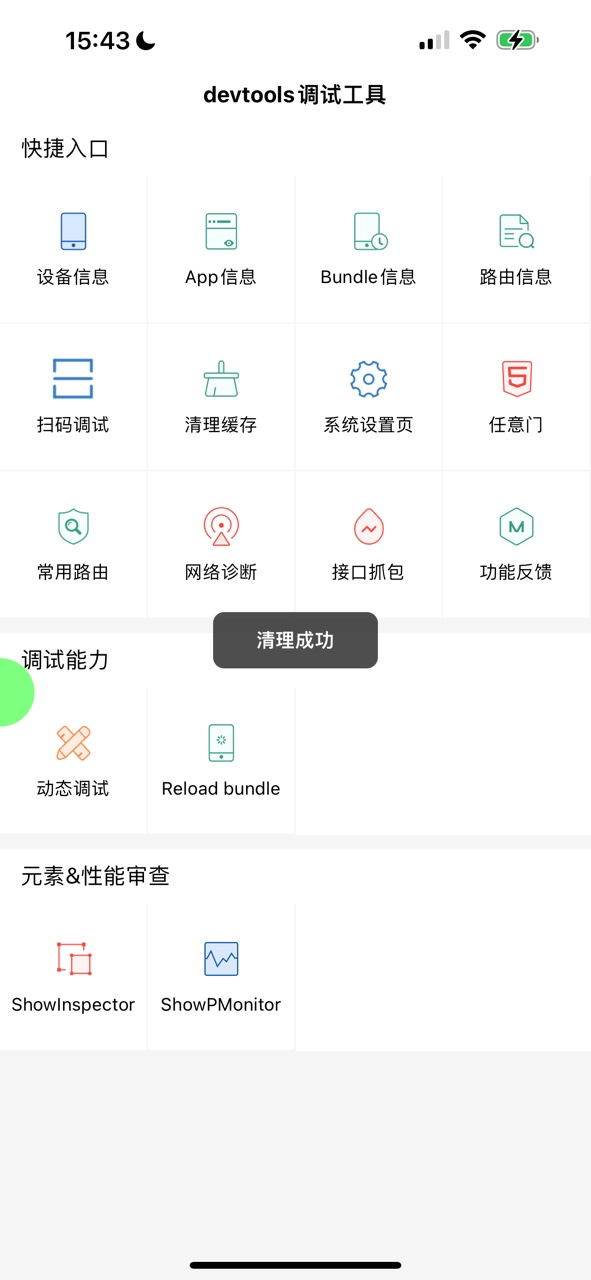 15:43
devtools调试工具
快捷入口
设备信息
App信息
Bundle信息
路由信息
扫码调试
清理缓存
系统设置页
任意门
常用路由
网络诊断
接口抓包
功能反馈
清理成功
调试能力
动态调试
Reload bundle
元素&性能审查
ShowInspector
ShowPMonitor